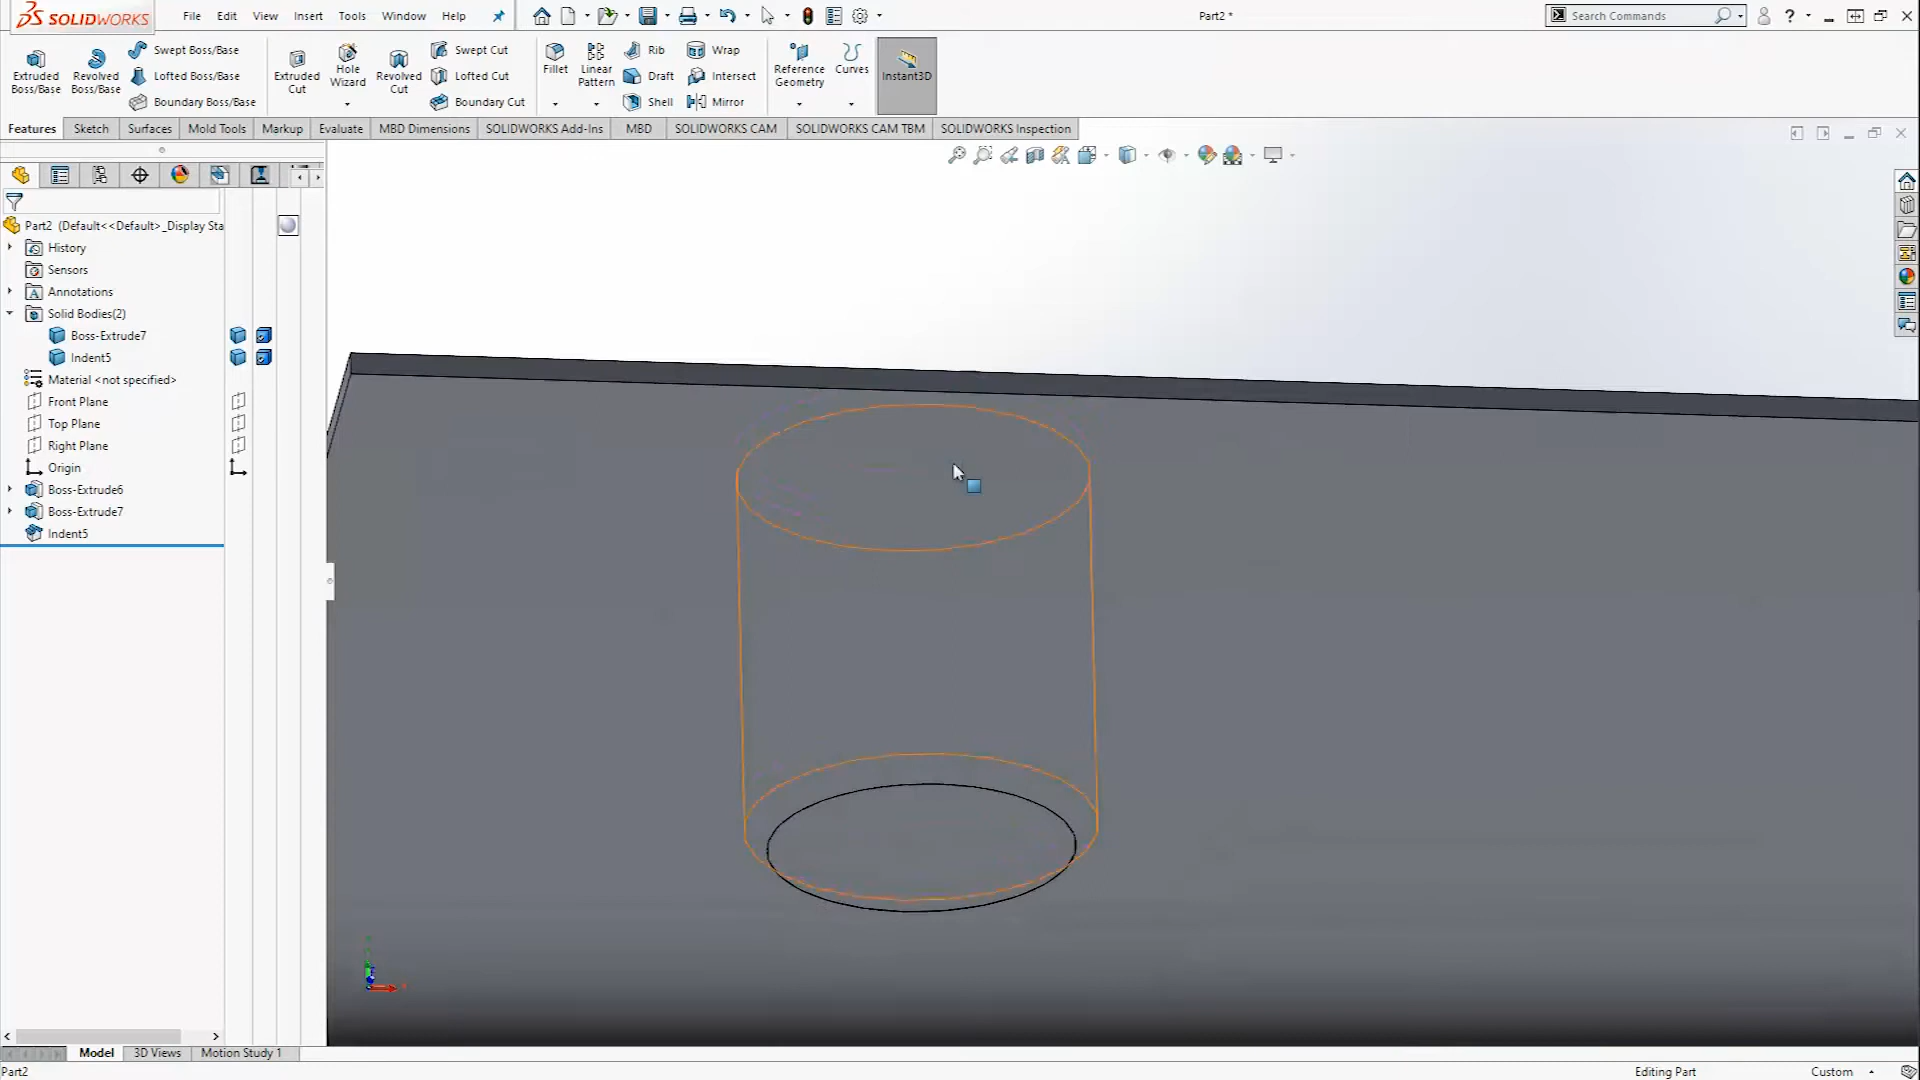 SOLIDWORKS File Edit View Insert Tools Window Help Part2 * Search Commands ?
Extruded Boss/Base Revolved Boss/Base Swept Boss/Base Lofted Boss/Base Boundary Boss/Base Extruded Cut Hole Wizard Revolved Cut Swept Cut Lofted Cut Boundary Cut Fillet Linear Pattern Rib Draft Shell Wrap Intersect Mirror Reference Geometry Curves Instant3D
Features Sketch Surfaces Mold Tools Markup Evaluate MBD Dimensions SOLIDWORKS Add-Ins MBD SOLIDWORKS CAM SOLIDWORKS CAM TBM SOLIDWORKS Inspection
Part2 (Default<<Default>_Display Sta
History
Sensors
Annotations
Solid Bodies(2)
Boss-Extrude7
Indent5
Material <not specified>
Front Plane
Top Plane
Right Plane
Origin
Boss-Extrude6
Boss-Extrude7
Indent5
Model 3D Views Motion Study 1
Part2 Editing Part Custom